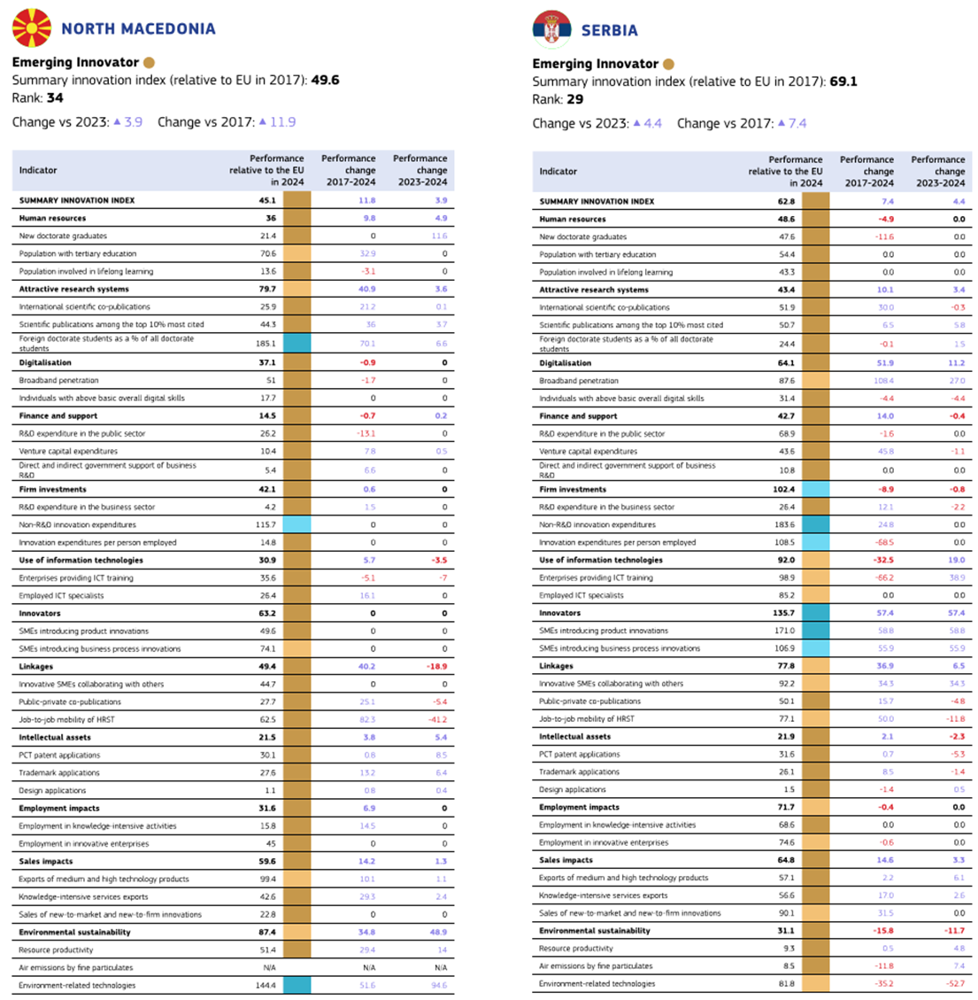 NORTH MACEDONIA
Emerging Innovator
Summary innovation index (relative to EU in 2017): 49.6
Rank: 34
Change vs 2023: ▲ 3.9 Change vs 2017: ▲ 11.9
Indicator
Performance
relative to the EU
in 2024
Performance
change
2017-2024
Performance
change
2023-2024
SUMMARY INNOVATION INDEX 45.1 11.8 3.9
Human resources 36 9.8 4.9
New doctorate graduates 21.4 0 11.6
Population with tertiary education 70.6 32.9 0
Population involved in lifelong learning 13.6 -3.1 0
Attractive research systems 79.7 40.9 3.6
International scientific co-publications 25.9 21.2 0.1
Scientific publications among the top 10% most cited 44.3 36 3.7
Foreign doctorate students as a % of all doctorate
students 185.1 70.1 6.6
Digitalisation 37.1 -0.9 0
Broadband penetration 51 -1.7 0
Individuals with above basic overall digital skills 17.7 0 0
Finance and support 14.5 -0.7 0.2
R&D expenditure in the public sector 26.2 -13.1 0
Venture capital expenditures 10.4 7.8 0.5
Direct and indirect government support of business
R&D 5.4 6.6 0
Firm investments 42.1 0.6 0
R&D expenditure in the business sector 4.2 1.5 0
Non-R&D innovation expenditures 115.7 0 0
Innovation expenditures per person employed 14.8 0 0
Use of information technologies 30.9 5.7 -3.5
Enterprises providing ICT training 35.6 -5.1 -7
Employed ICT specialists 26.4 16.1 0
Innovators 63.2 0 0
SMEs introducing product innovations 49.6 0 0
SMEs introducing business process innovations 74.1 0 0
Linkages 49.4 40.2 -18.9
Innovative SMEs collaborating with others 44.7 0 0
Public-private co-publications 27.7 25.1 -5.4
Job-to-job mobility of HRST 62.5 82.3 -41.2
Intellectual assets 21.5 3.8 5.4
PCT patent applications 30.1 0.8 8.5
Trademark applications 27.6 13.2 6.4
Design applications 1.1 0.8 0.4
Employment impacts 31.6 6.9 0
Employment in knowledge-intensive activities 15.8 14.5 0
Employment in innovative enterprises 45 0 0
Sales impacts 59.6 14.2 1.3
Exports of medium and high technology products 99.4 10.1 1.1
Knowledge-intensive services exports 42.6 29.3 2.4
Sales of new-to-market and new-to-firm innovations 22.8 0 0
Environmental sustainability 87.4 34.8 48.9
Resource productivity 51.4 29.4 14
Air emissions by fine particulates N/A N/A N/A
Environment-related technologies 144.4 51.6 94.6
SERBIA
Emerging Innovator
Summary innovation index (relative to EU in 2017): 69.1
Rank: 29
Change vs 2023: ▲ 4.4 Change vs 2017: ▲ 7.4
Indicator
Performance
relative to the EU
in 2024
Performance
change
2017-2024
Performance
change
2023-2024
SUMMARY INNOVATION INDEX 62.8 7.4 4.4
Human resources 48.6 -4.9 0.0
New doctorate graduates 47.6 -11.6 0.0
Population with tertiary education 54.4 0.0 0.0
Population involved in lifelong learning 43.3 0.0 0.0
Attractive research systems 43.4 10.1 3.4
International scientific co-publications 51.9 30.0 -0.3
Scientific publications among the top 10% most cited 50.7 6.5 5.8
Foreign doctorate students as a % of all doctorate
students 24.4 -0.1 1.5
Digitalisation 64.1 51.9 11.2
Broadband penetration 87.6 108.4 27.0
Individuals with above basic overall digital skills 31.4 -4.4 -4.4
Finance and support 42.7 14.0 -0.4
R&D expenditure in the public sector 68.9 -1.6 0.0
Venture capital expenditures 43.6 45.8 -1.1
Direct and indirect government support of business
R&D 10.8 0.0 0.0
Firm investments 102.4 -8.9 -0.8
R&D expenditure in the business sector 26.4 12.1 -2.2
Non-R&D innovation expenditures 183.6 24.8 0.0
Innovation expenditures per person employed 108.5 -68.5 0.0
Use of information technologies 92.0 -32.5 19.0
Enterprises providing ICT training 98.9 -66.2 38.9
Employed ICT specialists 85.2 0.0 0.0
Innovators 135.7 57.4 57.4
SMEs introducing product innovations 171.0 58.8 58.8
SMEs introducing business process innovations 106.9 55.9 55.9
Linkages 77.8 36.9 6.5
Innovative SMEs collaborating with others 92.2 34.3 34.3
Public-private co-publications 50.1 15.7 -4.8
Job-to-job mobility of HRST 77.1 50.0 -11.8
Intellectual assets 21.9 2.1 -2.3
PCT patent applications 31.6 0.7 -5.3
Trademark applications 26.1 8.5 -1.4
Design applications 1.5 -1.4 0.5
Employment impacts 71.7 -0.4 0.0
Employment in knowledge-intensive activities 68.6 0.0 0.0
Employment in innovative enterprises 74.6 -0.6 0.0
Sales impacts 64.8 14.6 3.3
Exports of medium and high technology products 57.1 2.2 6.1
Knowledge-intensive services exports 56.6 17.0 2.6
Sales of new-to-market and new-to-firm innovations 90.1 31.5 0.0
Environmental sustainability 31.1 -15.8 -11.7
Resource productivity 9.3 0.5 4.8
Air emissions by fine particulates 8.5 -11.8 7.4
Environment-related technologies 81.8 -35.2 -52.7